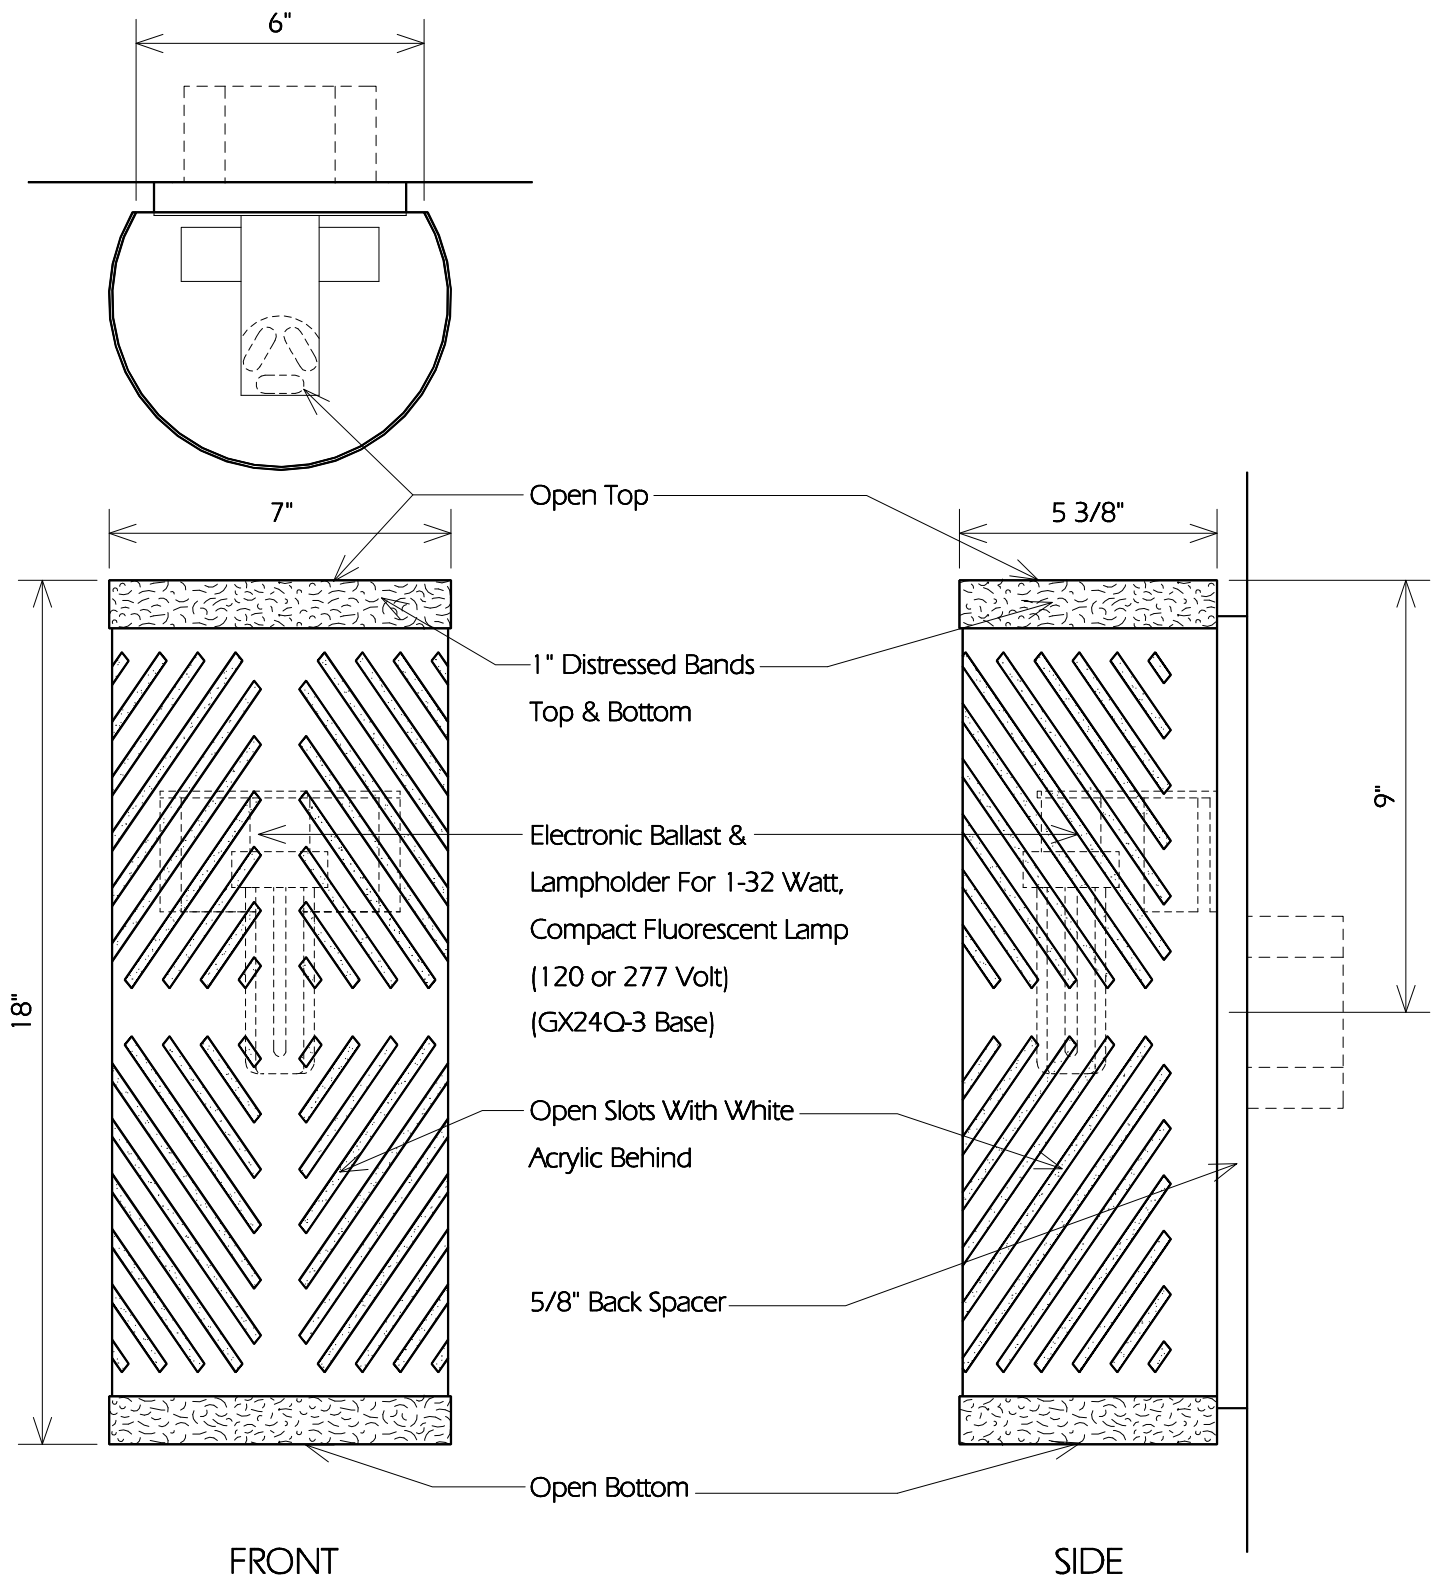 6"
Open Top
7"
5 3/8"
1" Distressed Bands
Top & Bottom
9"
Electronic Ballast &
Lampholder For 1-32 Watt,
Compact Fluorescent Lamp
(120 or 277 Volt)
(GX24Q-3 Base)
18"
Open Slots With White
Acrylic Behind
5/8" Back Spacer
Open Bottom
FRONT
SIDE